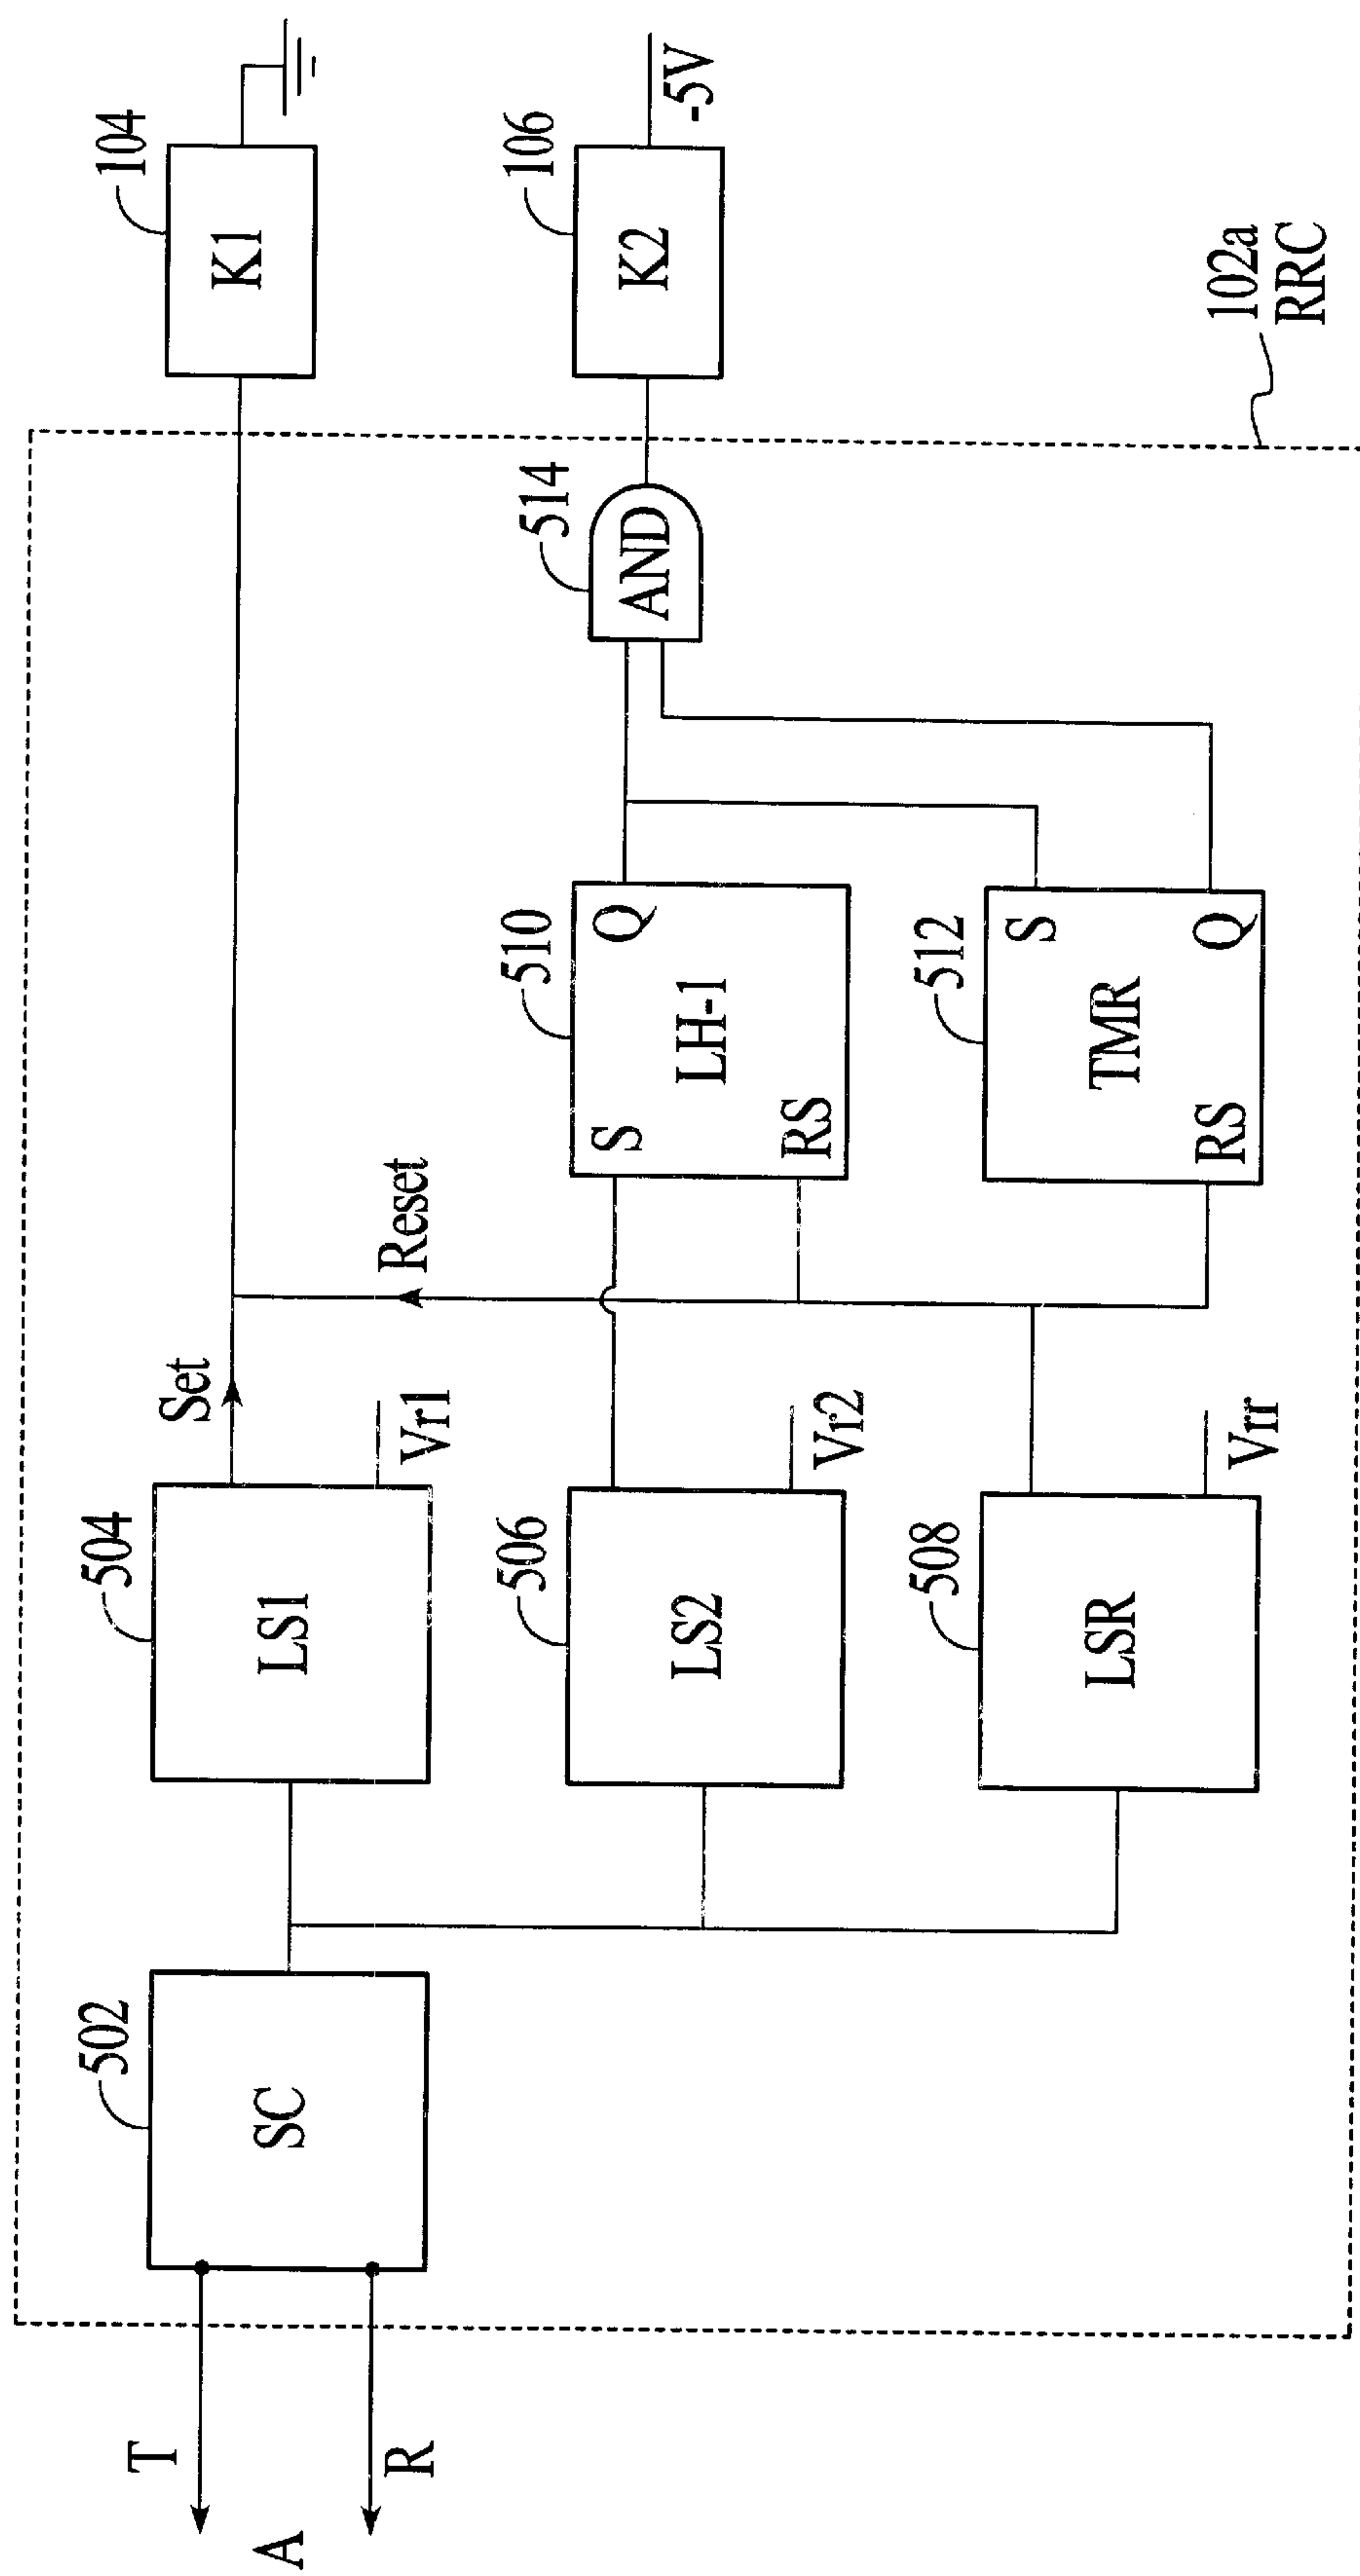 104
K1
106
K2
-5V
102a
RRC
514
AND
Set
Reset
510
S
Q
LH-1
RS
512
S
TMR
RS
Q
504
LS1
Vr1
506
LS2
Vr2
508
LSR
Vrr
502
SC
T
A
R